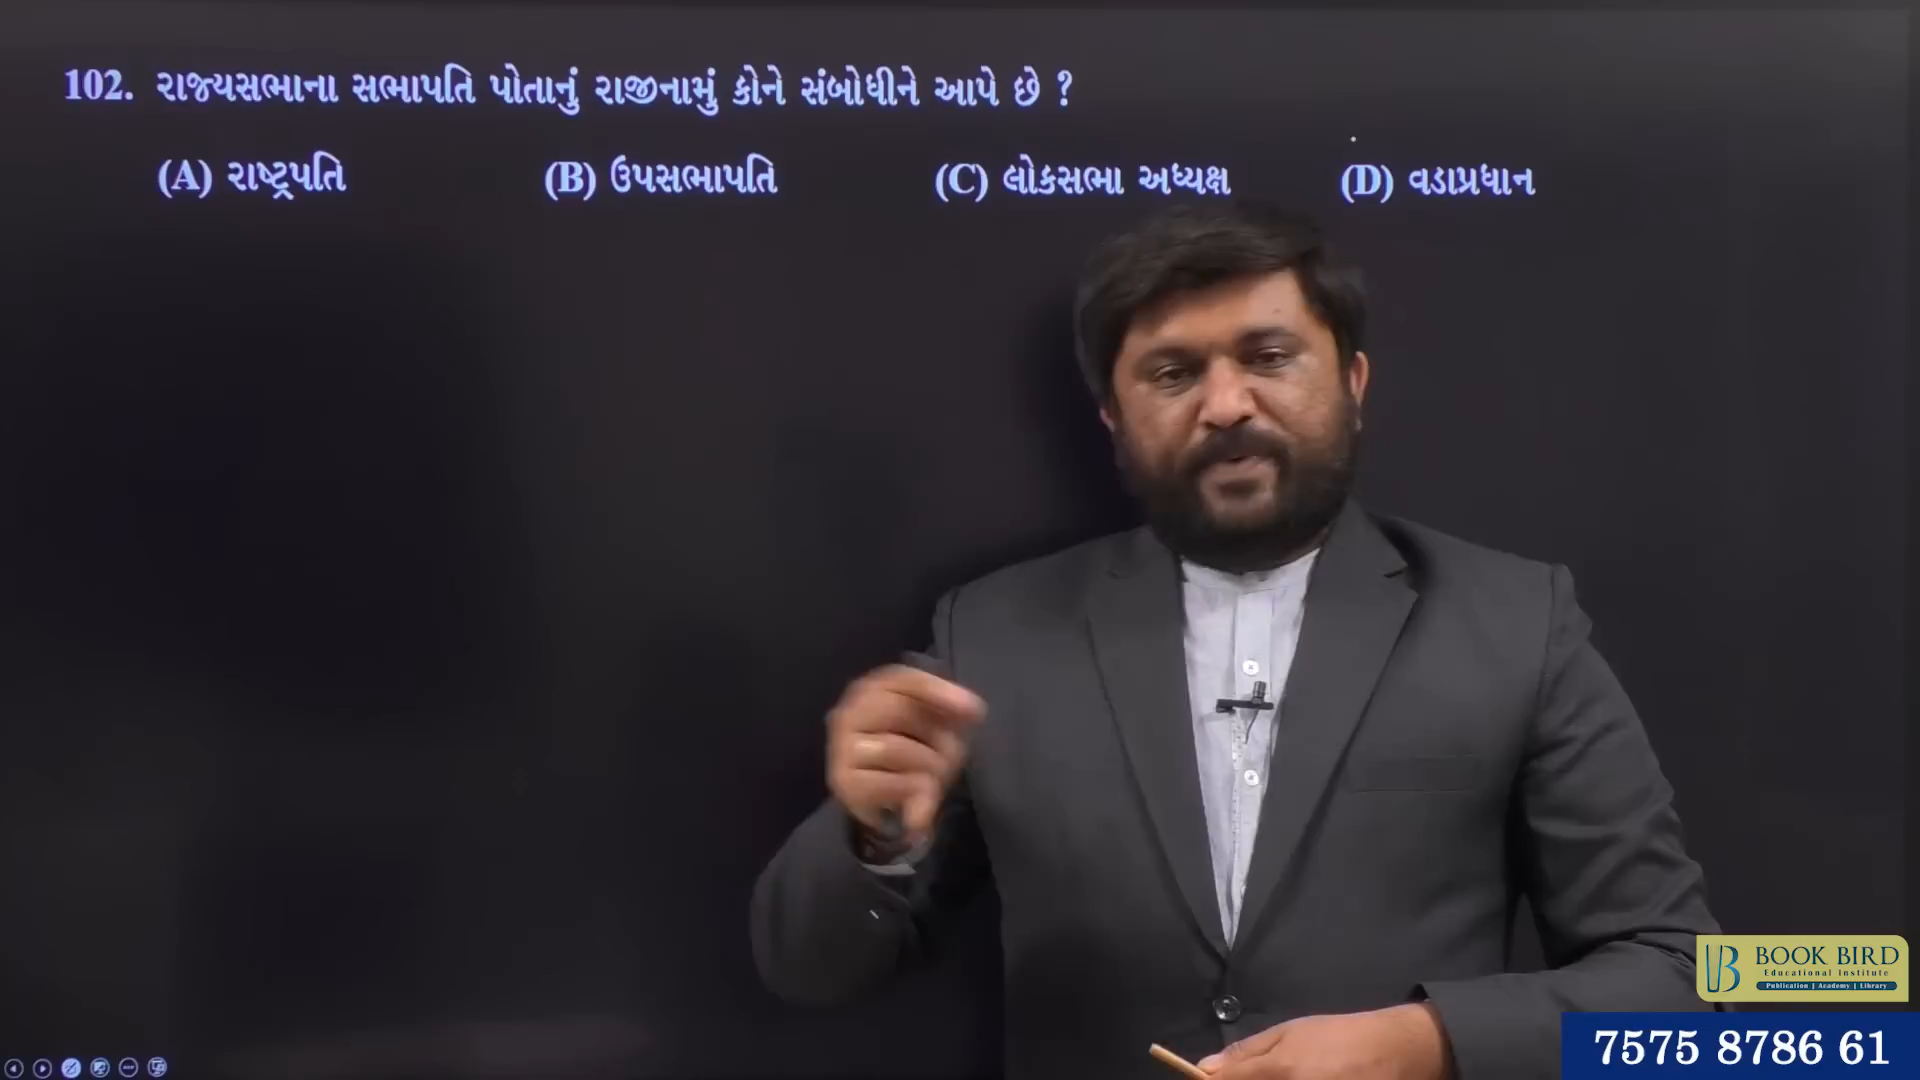 102. રાજ્યસભાના સભાપતિ પોતાનું રાજીનામું કોને સંબોધીને આપે છે ?
(A) રાષ્ટ્રપતિ (B) ઉપસભાપતિ (C) લોકસભા અધ્યક્ષ (D) વડાપ્રધાન
BOOK BIRD
Educational Institute
Publication | Academy | Library
7575 8786 61